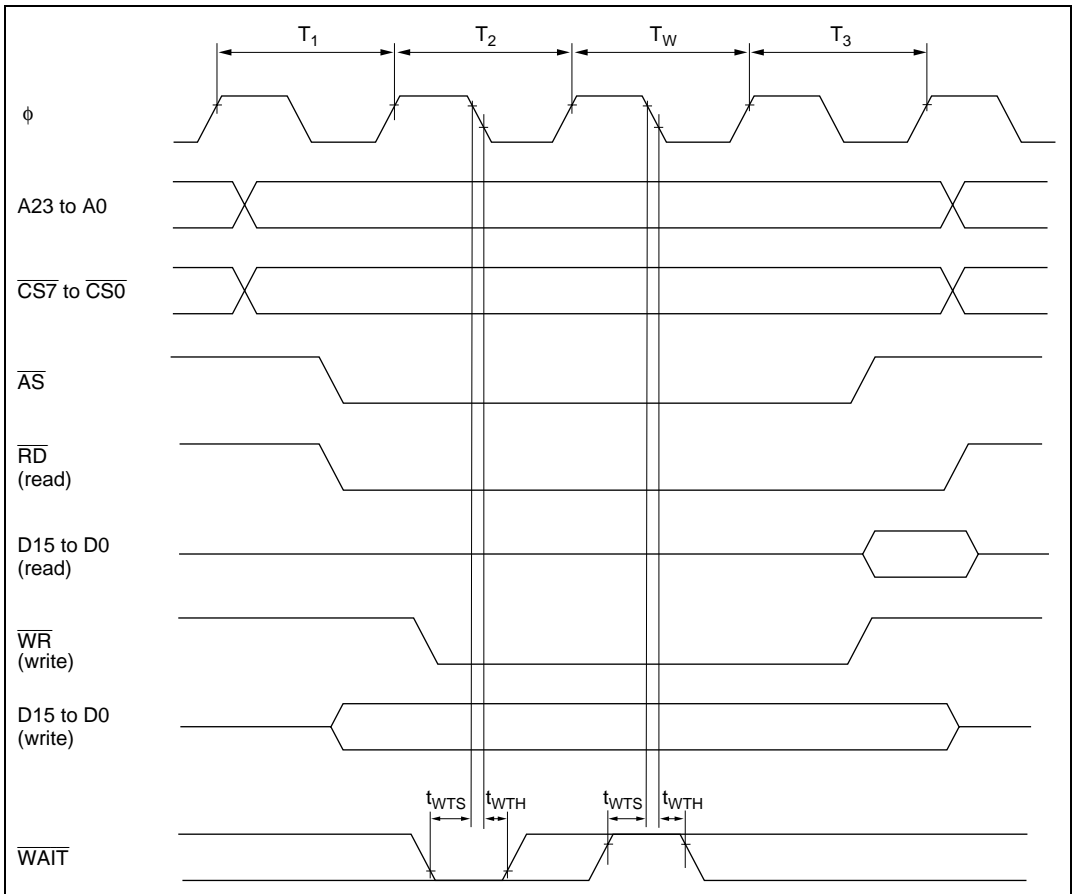 T1 T2 TW T3
ϕ
A23 to A0
CS7 to CS0
AS
RD
(read)
D15 to D0
(read)
WR
(write)
D15 to D0
(write)
tWTS tWTH tWTS tWTH
WAIT